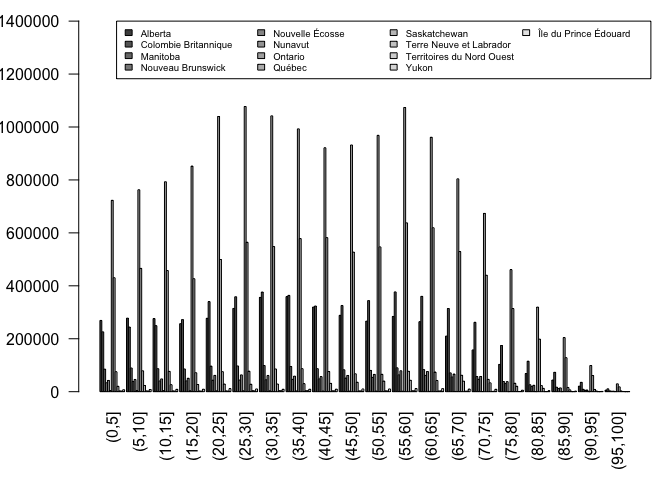 1400000
1200000
1000000
800000
600000
400000
200000
0
Alberta
Colombie Britannique
Manitoba
Nouveau Brunswick
Nouvelle Écosse
Nunavut
Ontario
Québec
Saskatchewan
Terre Neuve et Labrador
Territoires du Nord Ouest
Yukon
Île du Prince Édouard
(0,5]
(5,10]
(10,15]
(15,20]
(20,25]
(25,30]
(30,35]
(35,40]
(40,45]
(45,50]
(50,55]
(55,60]
(60,65]
(65,70]
(70,75]
(75,80]
(80,85]
(85,90]
(90,95]
(95,100]